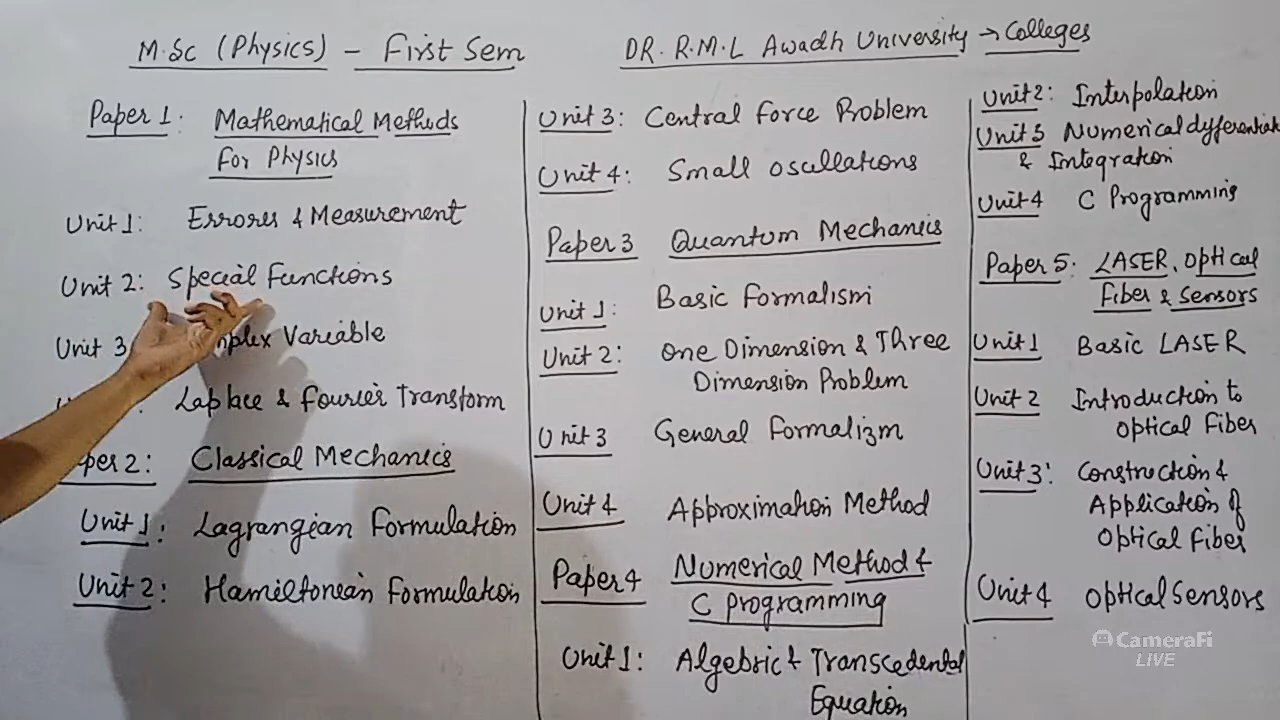 M.Sc (Physics) - First Sem
DR. R.M.L Awadh University → Colleges
Paper 1: Mathematical Methods
For Physics
Unit 1: Errores & Measurement
Unit 2: Special Functions
Unit 3 Variable
Laplace & Fourier Transform
2: Classical Mechanics
Unit 1: Lagrangian Formulation
Unit 2: Hamiltonean Formulation
Unit 3: Central Force Problem
Unit 4: Small oscillations
Paper 3 Quantum Mechanics
Unit 1: Basic Formalism
Unit 2: One Dimension & Three
Dimension Problem
Unit 3 General Formalizm
Unit 4 Approximation Method
Paper 4 Numerical Method &
C Programming
Unit 1: Algebric & Transcedental
Equation
Unit 2: Interpolation
Unit 3 Numerical
& Integration
Unit 4 C Programming
Paper 5: LASER, Optical
Fiber & Sensors
Unit 1 Basic LASER
Unit 2 Introduction to
Optical Fiber
Unit 3: Construction &
Application of
Optical Fiber
Unit 4 Optical Sensors
CameraFi
LIVE